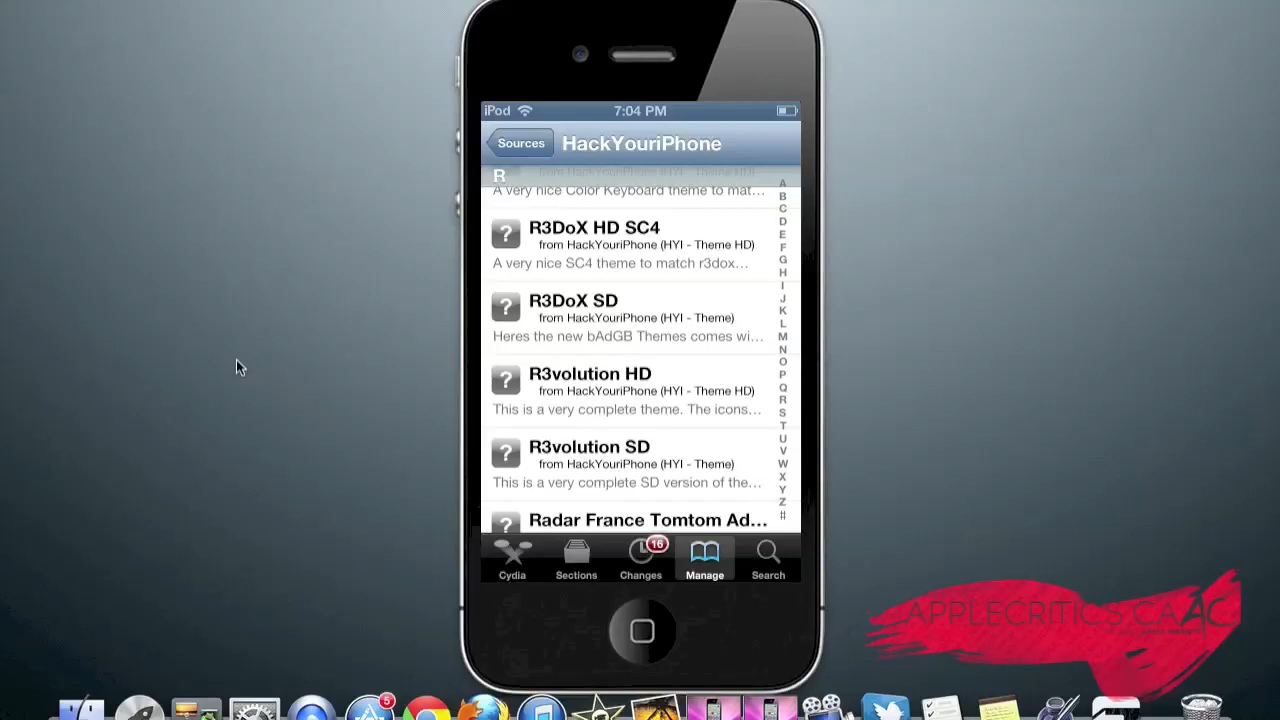 iPod 7:04 PM
Sources HackYouriPhone
R
A very nice Color Keyboard theme to mat...
R3DoX HD SC4
from HackYouriPhone (HYI - Theme HD)
A very nice SC4 theme to match r3dox...
R3DoX SD
from HackYouriPhone (HYI - Theme)
Heres the new bAdGB Themes comes wi...
R3volution HD
from HackYouriPhone (HYI - Theme HD)
This is a very complete theme. The icons...
R3volution SD
from HackYouriPhone (HYI - Theme)
This is a very complete SD version of the...
Radar France Tomtom Ad...
A
B
C
D
E
F
G
H
I
J
K
L
M
N
O
P
Q
R
S
T
U
V
W
X
Y
Z
#
16
Cydia Sections Changes Manage Search
APPLECRITICS CA AC
5